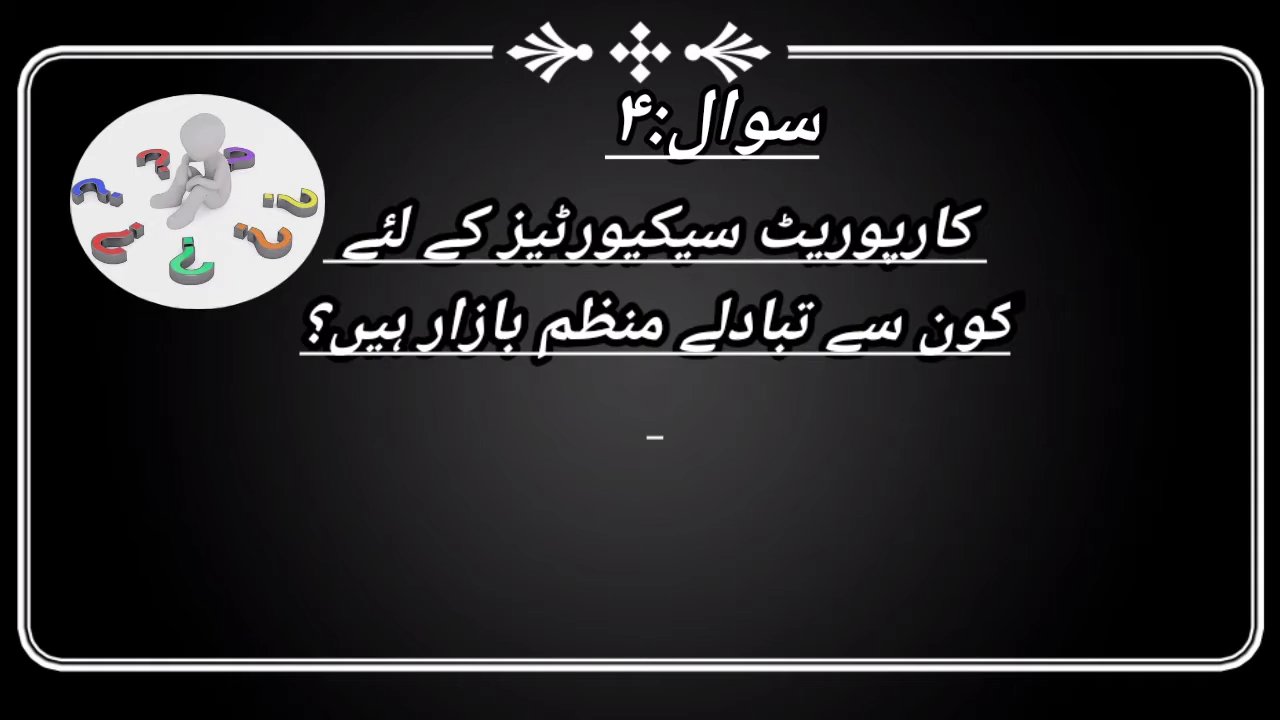 سوال:۴
کارپوریٹ سیکیورٹیز کے لئے
کون سے تبادلے منظمِ بازار ہیں؟
_